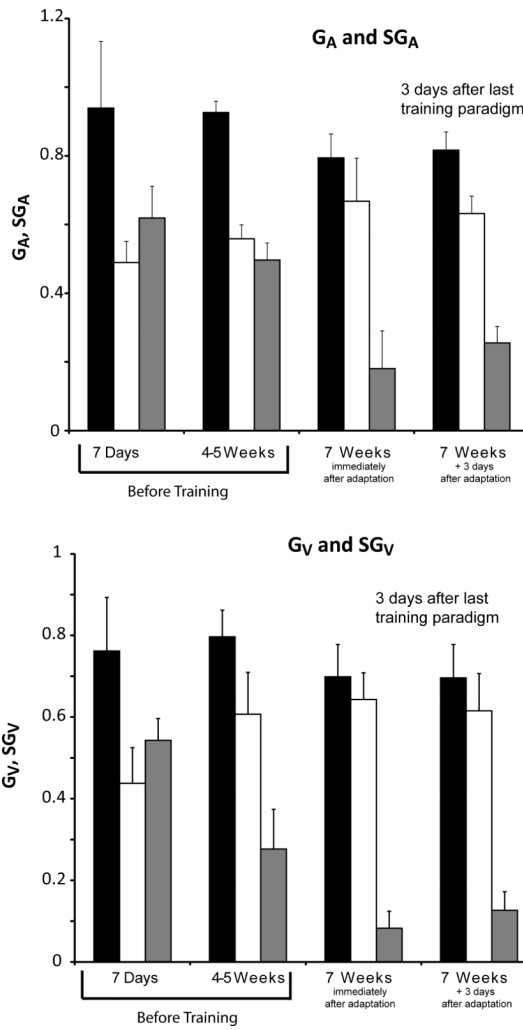 G_A and SG_A
3 days after last
training paradigm
G_A, SG_A
1.2
0.8
0.4
0
7 Days
4-5 Weeks
7 Weeks
immediately
after adaptation
7 Weeks
+ 3 days
after adaptation
Before Training
G_V and SG_V
3 days after last
training paradigm
G_V, SG_V
1
0.8
0.6
0.4
0.2
0
7 Days
4-5 Weeks
7 Weeks
immediately
after adaptation
7 Weeks
+ 3 days
after adaptation
Before Training